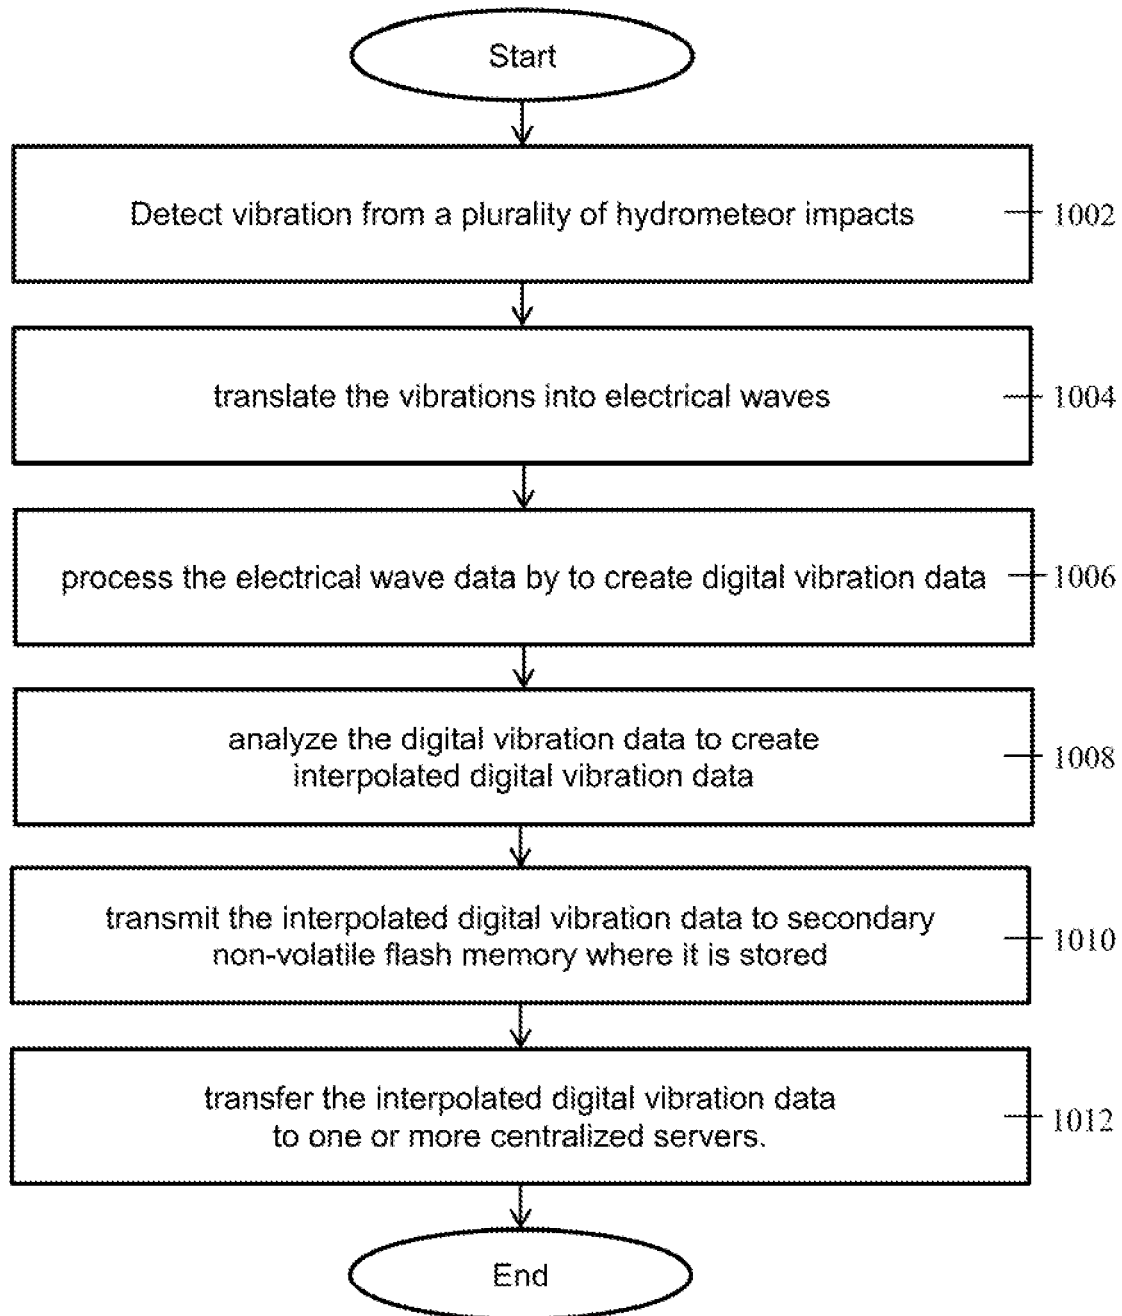 Start
Detect vibration from a plurality of hydrometeor impacts
1002
translate the vibrations into electrical waves
1004
process the electrical wave data by to create digital vibration data
1006
analyze the digital vibration data to create
interpolated digital vibration data
1008
transmit the interpolated digital vibration data to secondary
non-volatile flash memory where it is stored
1010
transfer the interpolated digital vibration data
to one or more centralized servers.
1012
End